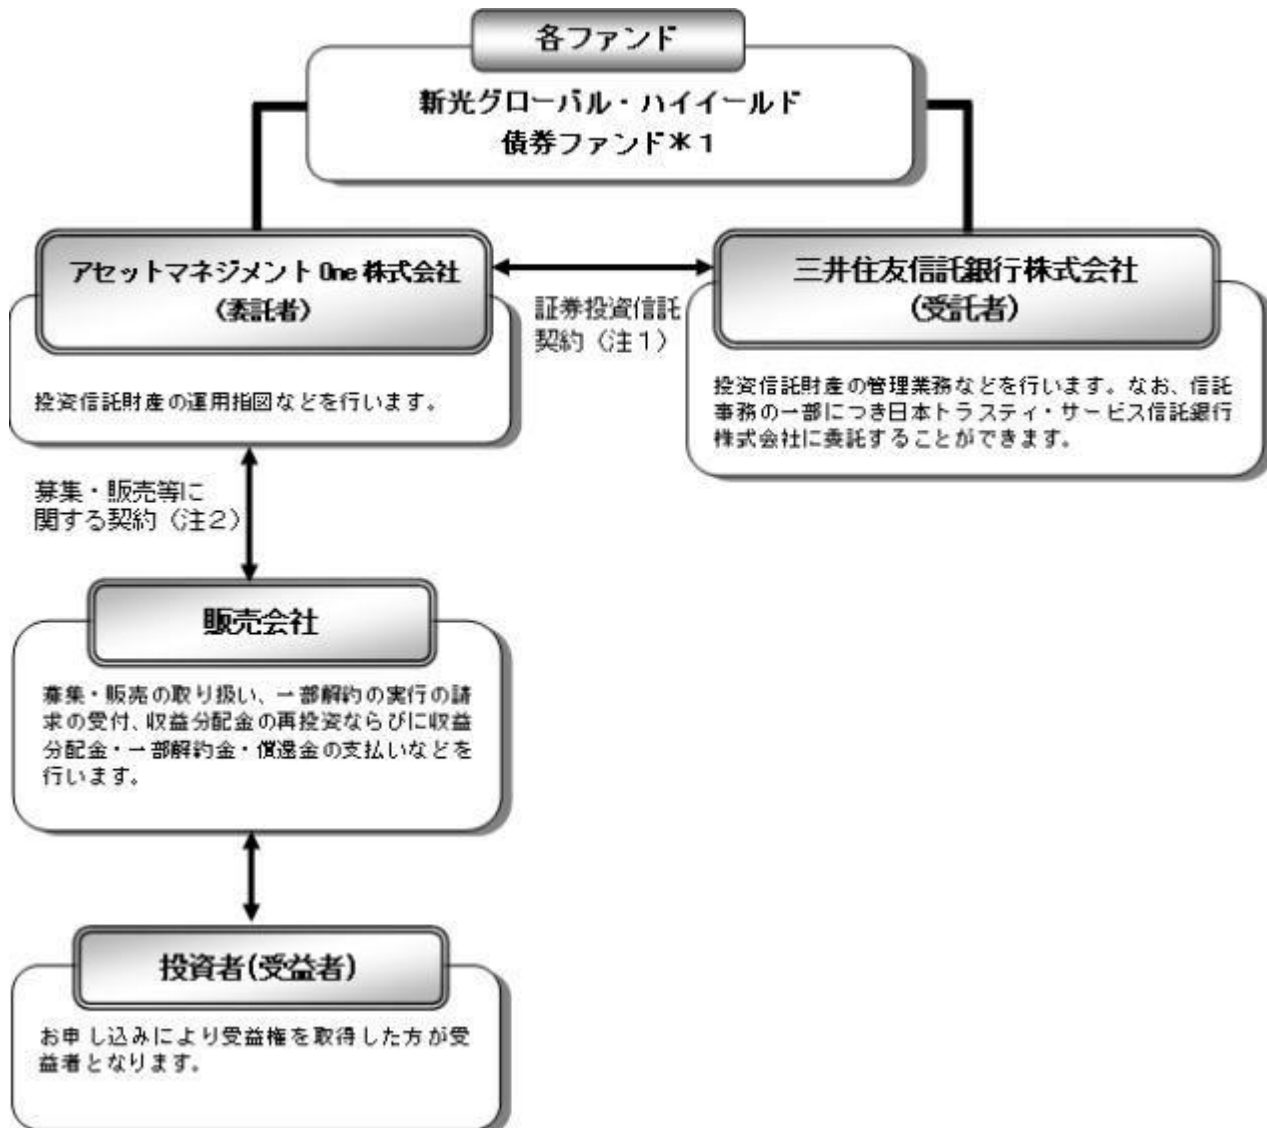 各ファンド
新光グローバル・ハイイールド
債券ファンド＊１
アセットマネジメント One 株式会社
（委託者）
投資信託財産の運用指図などを行います。
証券投資信託
契約（注１）
三井住友信託銀行株式会社
（受託者）
投資信託財産の管理業務などを行います。なお、信託
事務の一部につき日本トラスティ・サービス信託銀行
株式会社に委託することができます。
募集・販売等に
関する契約（注２）
販売会社
募集・販売の取り扱い、一部解約の実行の請
求の受付、収益分配金の再投資ならびに収益
分配金・一部解約金・償還金の支払いなどを
行います。
投資者(受益者)
お申し込みにより受益権を取得した方が受
益者となります。